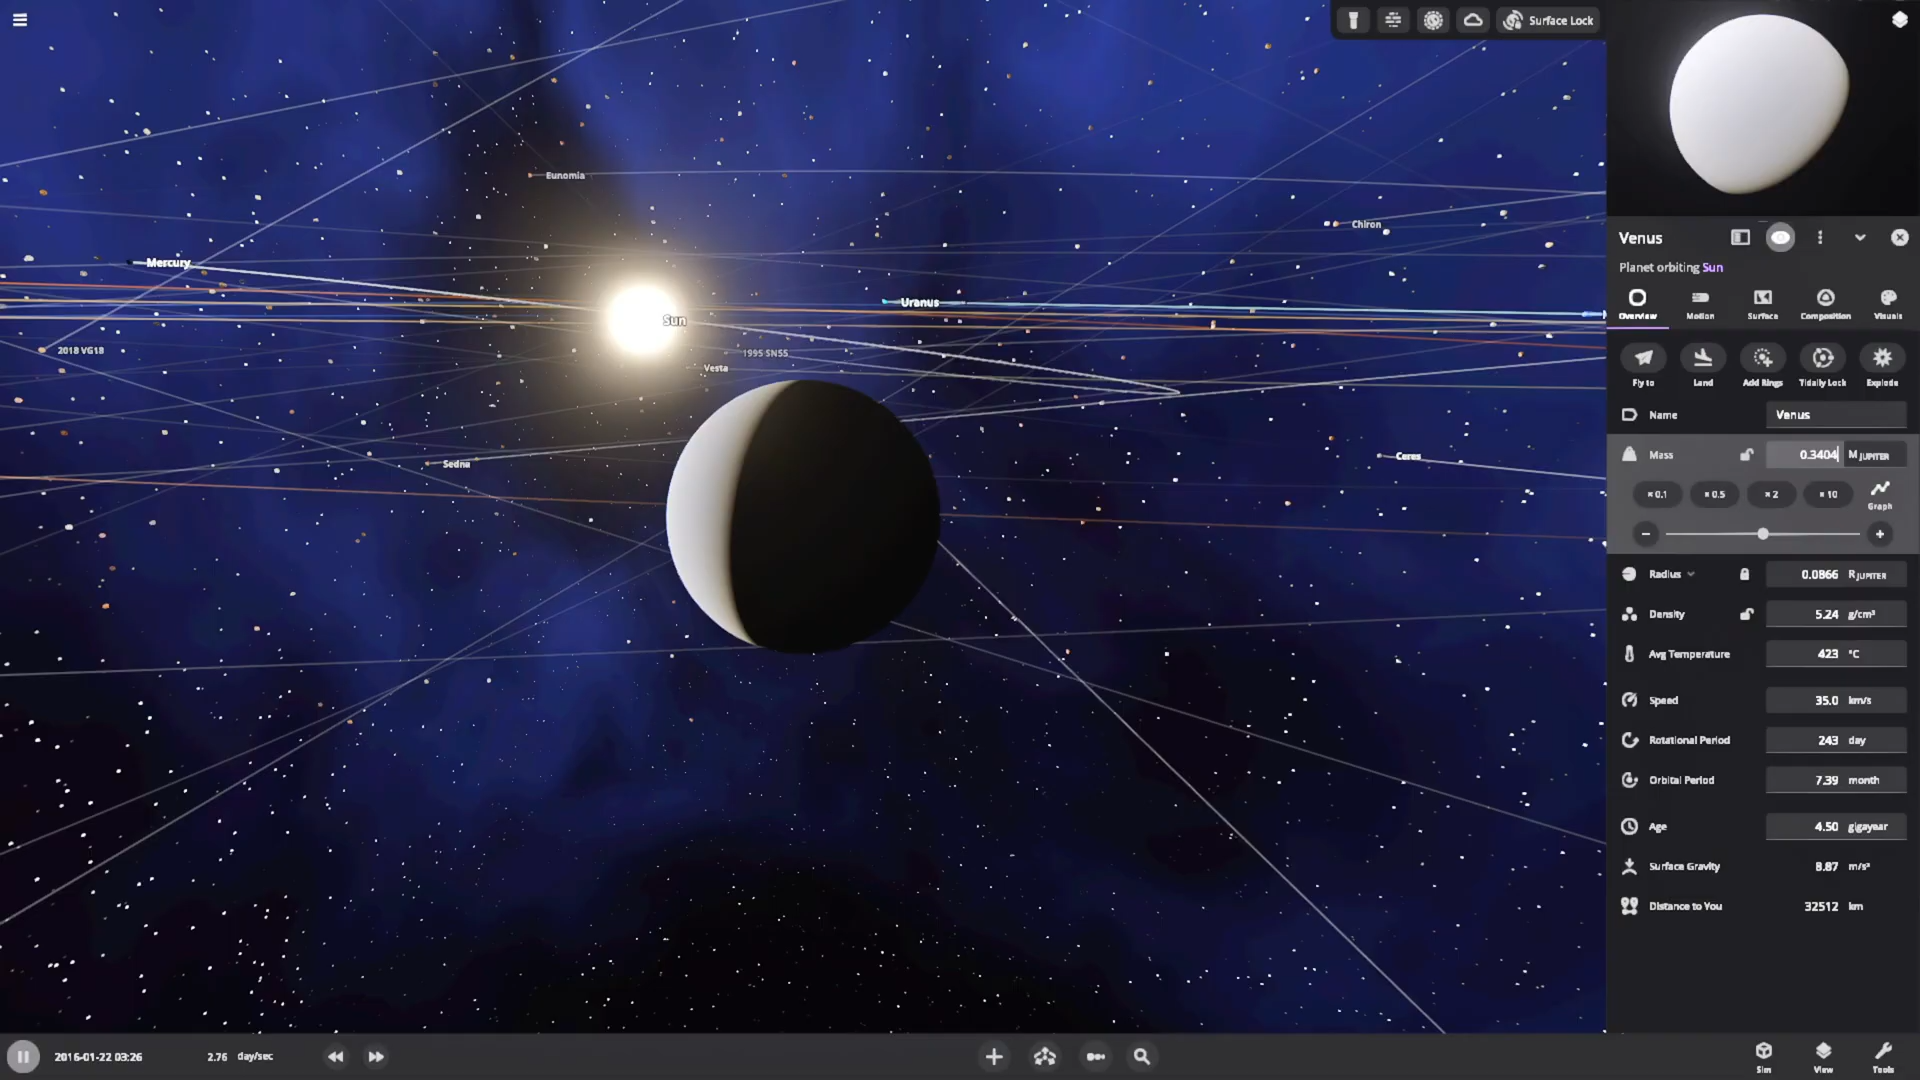 Surface Lock
Eunomia
Chiron
Mercury
Uranus
Sun
2018 VG18
1995 SN55
Vesta
Sedna
Ceres
Venus
Planet orbiting Sun
Overview Motion Surface Composition Visuals
Fly to Land Add Rings Tidally Lock Explode
Name Venus
Mass 0.3404 M JUPITER
× 0.1 × 0.5 × 2 × 10
Graph
Radius 0.0866 R JUPITER
Density 5.24 g/cm³
Avg Temperature 423 °C
Speed 35.0 km/s
Rotational Period 243 day
Orbital Period 7.39 month
Age 4.50 gigayear
Surface Gravity 8.87 m/s²
Distance to You 32512 km
2016-01-22 03:26 2.76 day/sec
Sim View Tools